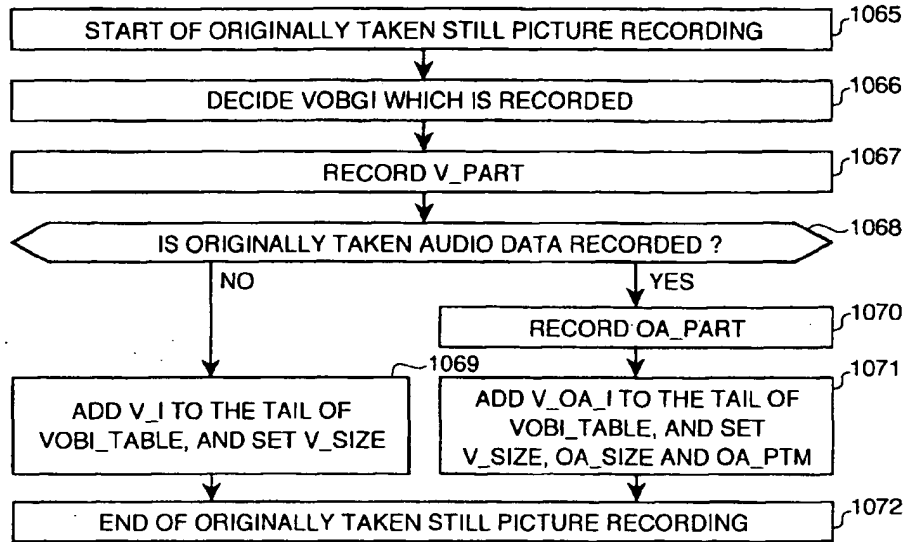 START OF ORIGINALLY TAKEN STILL PICTURE RECORDING
1065
DECIDE VOBGI WHICH IS RECORDED
1066
RECORD V_PART
1067
IS ORIGINALLY TAKEN AUDIO DATA RECORDED ?
1068
NO
YES
RECORD OA_PART
1070
1069
1071
ADD V_I TO THE TAIL OF
VOBI_TABLE, AND SET V_SIZE
ADD V_OA_I TO THE TAIL OF
VOBI_TABLE, AND SET
V_SIZE, OA_SIZE AND OA_PTM
END OF ORIGINALLY TAKEN STILL PICTURE RECORDING
1072